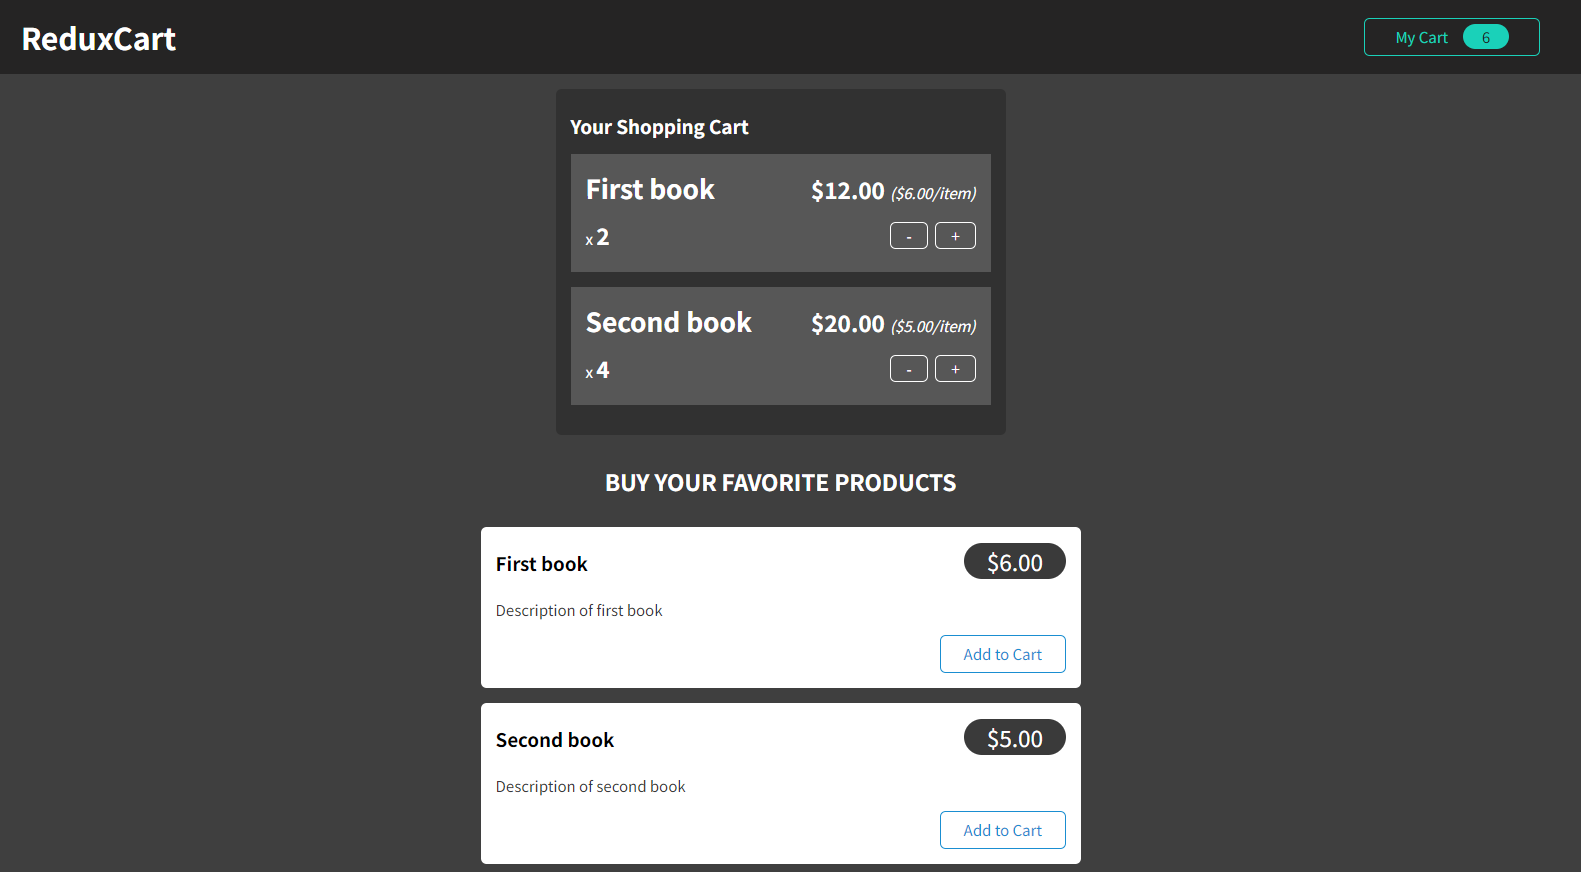 ReduxCart
My Cart 6
Your Shopping Cart
First book $12.00 ($6.00/item)
x 2 - +
Second book $20.00 ($5.00/item)
x 4 - +
BUY YOUR FAVORITE PRODUCTS
First book $6.00
Description of first book
Add to Cart
Second book $5.00
Description of second book
Add to Cart